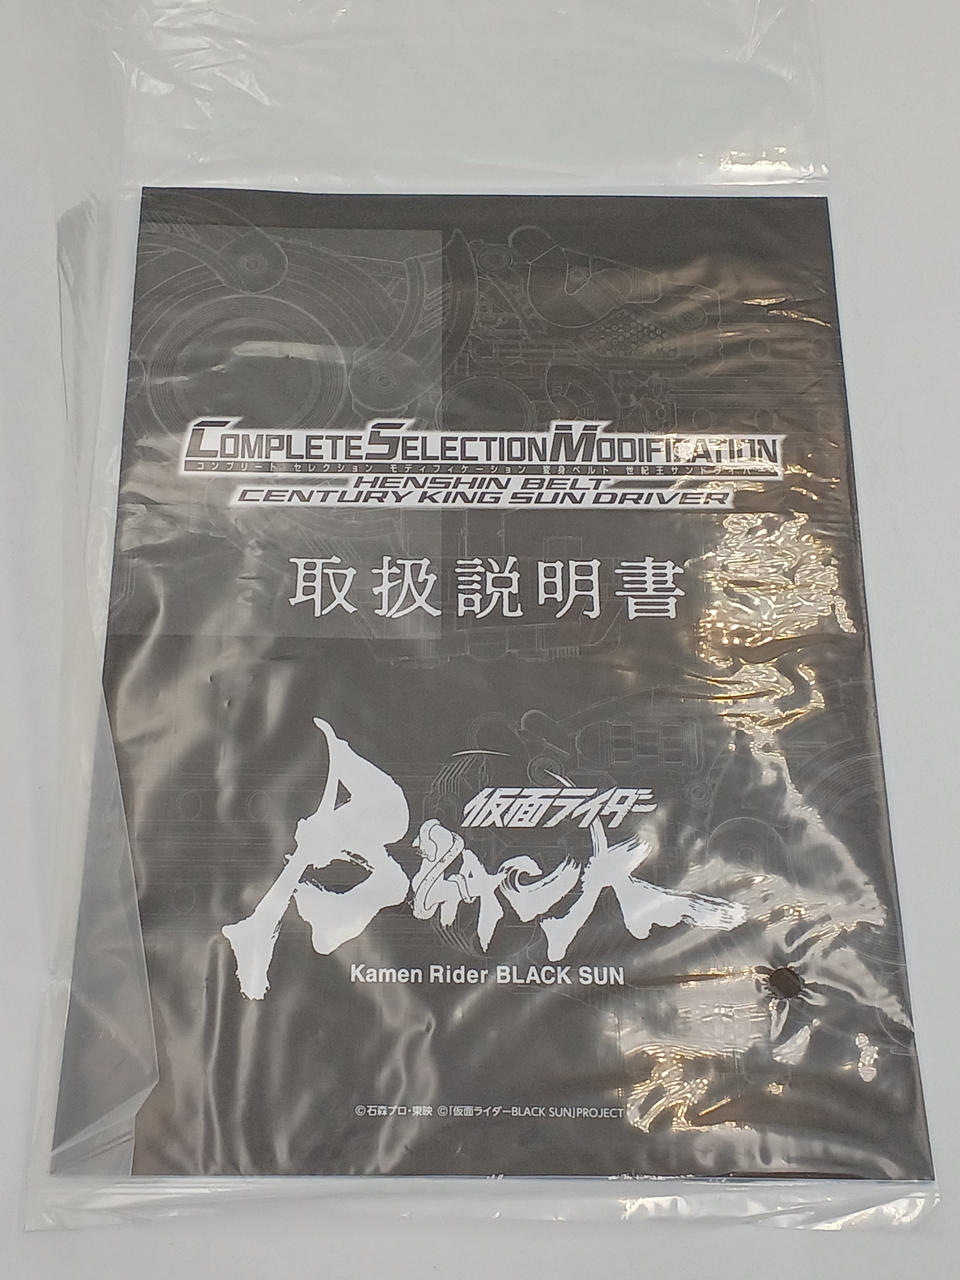 COMPLETE SELECTION MODIFICATION
コンプリート セレクション モディフィケーション 変身ベルト 世紀王サンドライバー
HENSHIN BELT
CENTURY KING SUN DRIVER
取扱説明書
仮面ライダー
BLACK
Kamen Rider BLACK SUN
©石森プロ・東映 ©「仮面ライダーBLACK SUN」PROJECT